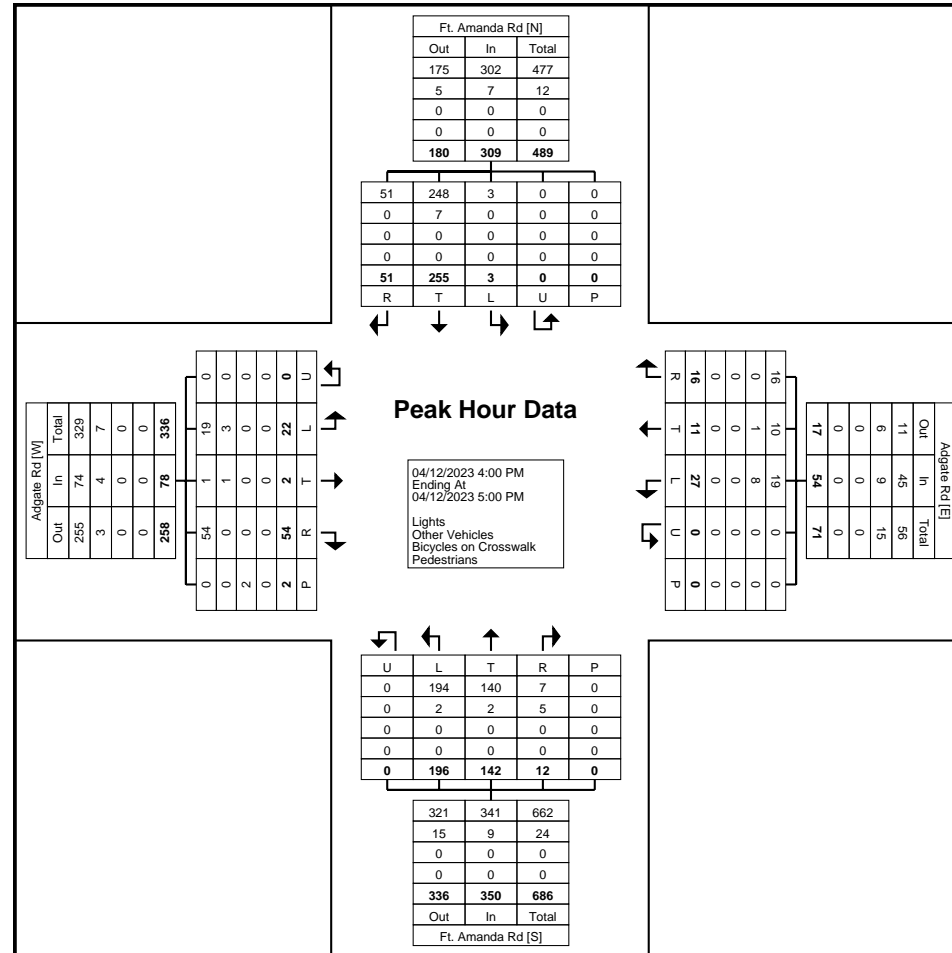 Ft. Amanda Rd [N]
Out In Total
175 302 477
5 7 12
0 0 0
0 0 0
180 309 489
51 248 3 0 0
0 7 0 0 0
0 0 0 0 0
0 0 0 0 0
51 255 3 0 0
R T L U P
Adgate Rd [W]
Total In Out
329 74 255
7 4 3
0 0 0
0 0 0
336 78 258
0 19 1 54 0
0 3 1 0 0
0 0 0 0 2
0 0 0 0 0
0 22 2 54 2
U L T R P
Peak Hour Data
04/12/2023 4:00 PM
Ending At
04/12/2023 5:00 PM
Lights
Other Vehicles
Bicycles on Crosswalk
Pedestrians
R T L U P
16 11 27 0 0
0 0 0 0 0
0 0 0 0 0
0 1 8 0 0
16 10 19 0 0
17 54 71
0 0 0
0 0 0
6 9 15
11 45 56
Out In Total
Adgate Rd [E]
U L T R P
0 194 140 7 0
0 2 2 5 0
0 0 0 0 0
0 0 0 0 0
0 196 142 12 0
321 341 662
15 9 24
0 0 0
0 0 0
336 350 686
Out In Total
Ft. Amanda Rd [S]